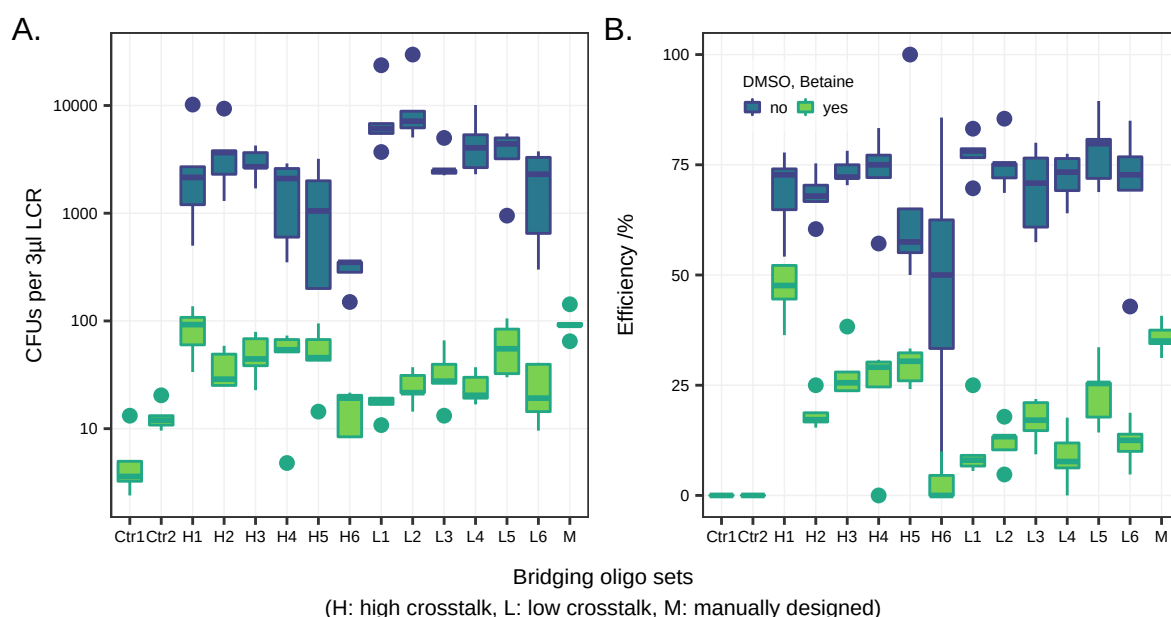 A.
CFUs per 3µl LCR
10000
1000
100
10
Ctr1 Ctr2 H1 H2 H3 H4 H5 H6 L1 L2 L3 L4 L5 L6 M
B.
Efficiency /%
100
75
50
25
0
DMSO, Betaine
no yes
Ctr1 Ctr2 H1 H2 H3 H4 H5 H6 L1 L2 L3 L4 L5 L6 M
Bridging oligo sets
(H: high crosstalk, L: low crosstalk, M: manually designed)